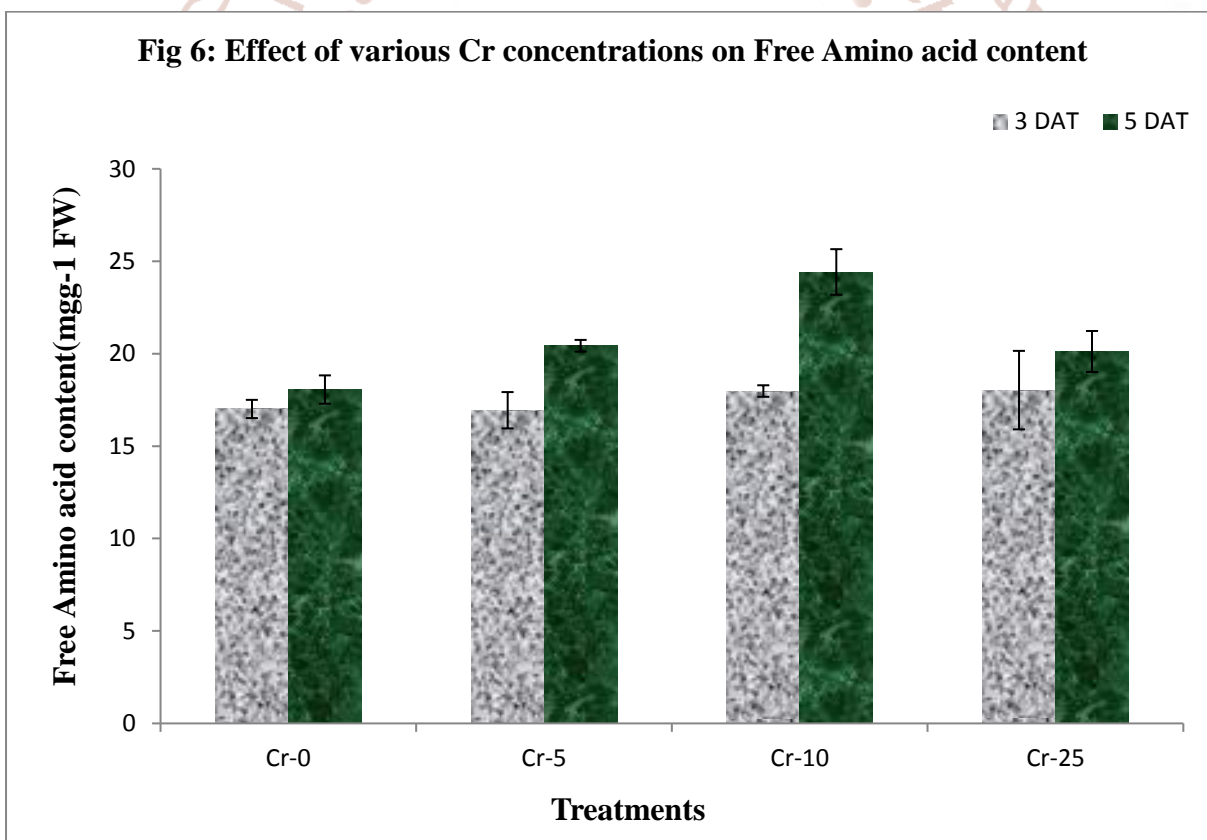 Fig 6: Effect of various Cr concentrations on Free Amino acid content
3 DAT 5 DAT
Free Amino acid content(mgg-1 FW)
30
25
20
15
10
5
0
Cr-0 Cr-5 Cr-10 Cr-25
Treatments